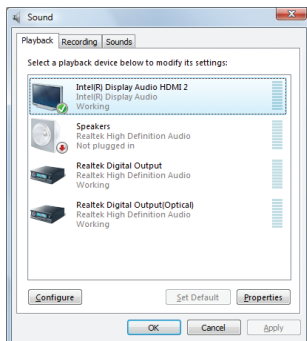 Sound
Playback
Recording
Sounds
Select a playback device below to modify its settings:
Intel(R) Display Audio HDMI 2
Intel(R) Display Audio
Working
Speakers
Realtek High Definition Audio
Not plugged in
Realtek Digital Output
Realtek High Definition Audio
Working
Realtek Digital Output(Optical)
Realtek High Definition Audio
Working
Configure
Set Default
Properties
OK
Cancel
Apply